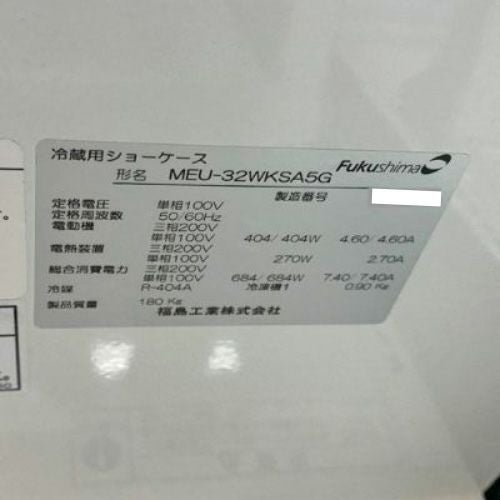 冷蔵用ショーケース
Fukushima
形名 MEU-32WKSA5G
製造番号
定格電圧 単相100V
定格周波数 50/60Hz
電動機 三相200V
単相100V 404/404W 4.60/4.60A
電熱装置 三相200V
単相100V 270W 2.70A
総合消費電力 三相200V
単相100V 684/684W 7.40/7.40A
冷媒 R-404A 冷凍機1 0.90 Kg
製品質量 180 Kg
福島工業株式会社